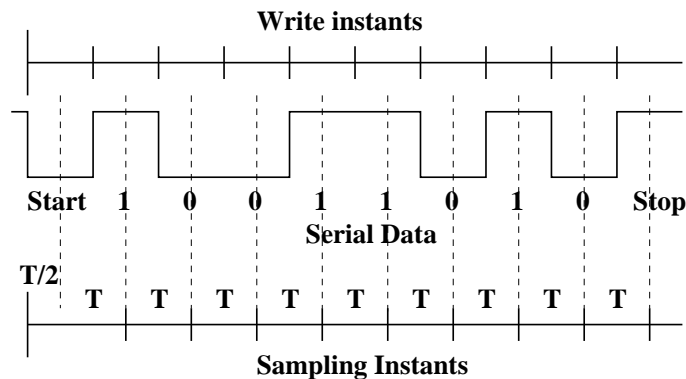 Write instants
Start 1 0 0 1 1 0 1 0 Stop
Serial Data
T/2
T T T T T T T T T
Sampling Instants